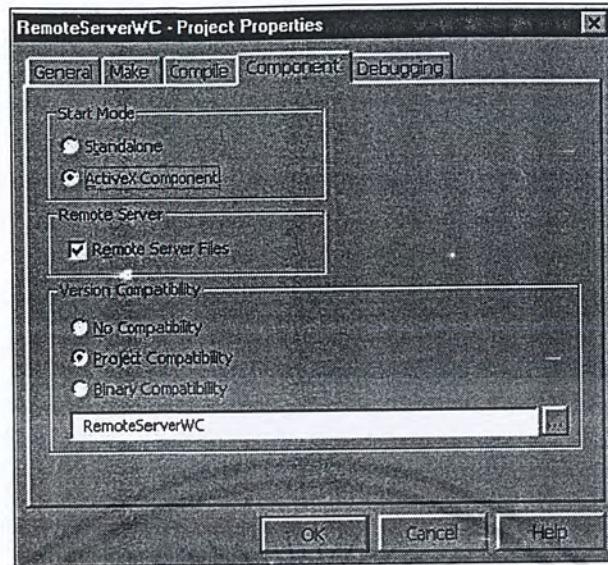 RemoteServerWC - Project Properties
General Make Compile Component Debugging
Start Mode
Standalone
ActiveX Component
Remote Server
Remote Server Files
Version Compatibility
No Compatibility
Project Compatibility
Binary Compatibility
RemoteServerWC
...
OK Cancel Help